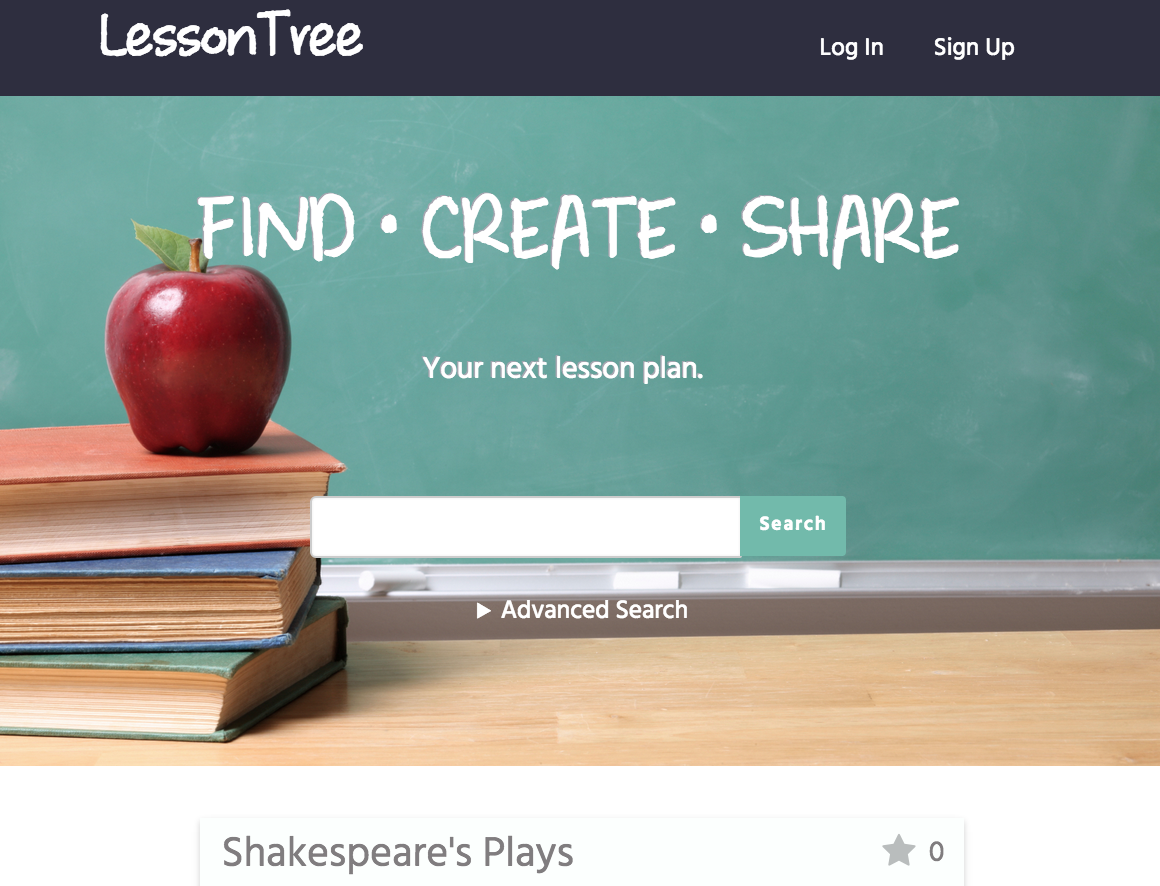 LessonTree
Log In Sign Up
FIND • CREATE • SHARE
Your next lesson plan.
Search
▶ Advanced Search
Shakespeare's Plays
0